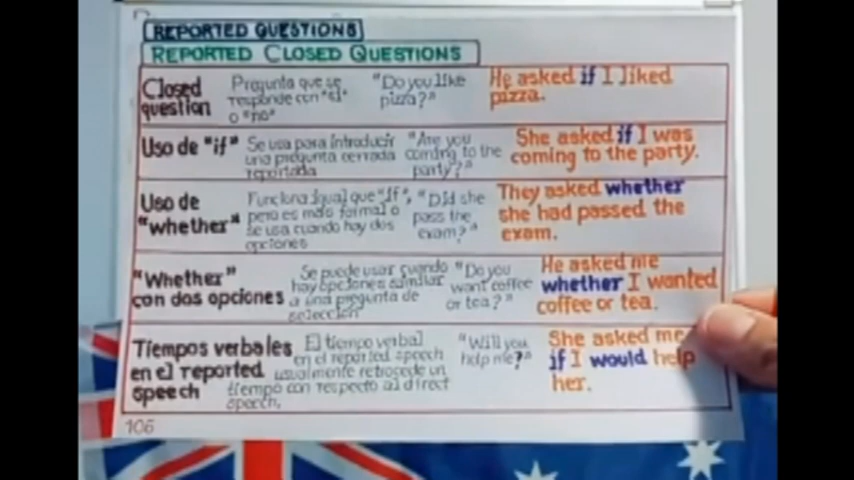 REPORTED QUESTIONS
REPORTED CLOSED QUESTIONS
Closed question
Pregunta que se responde con "sí" o "no"
"Do you like pizza?"
He asked if I liked pizza.
Uso de "if"
Se usa para introducir una pregunta cerrada reportada
"Are you coming to the party?"
She asked if I was coming to the party.
Uso de "whether"
Funciona igual que "if", pero es más formal o se usa cuando hay dos opciones
"Did she pass the exam?"
They asked whether she had passed the exam.
"Whether" con dos opciones
Se puede usar cuando hay opciones similar a una pregunta de selección
"Do you want coffee or tea?"
He asked me whether I wanted coffee or tea.
Tiempos verbales en el reported speech
El tiempo verbal en el reported speech usualmente retrocede un tiempo con respecto al direct speech.
"Will you help me?"
She asked me if I would help her.
106